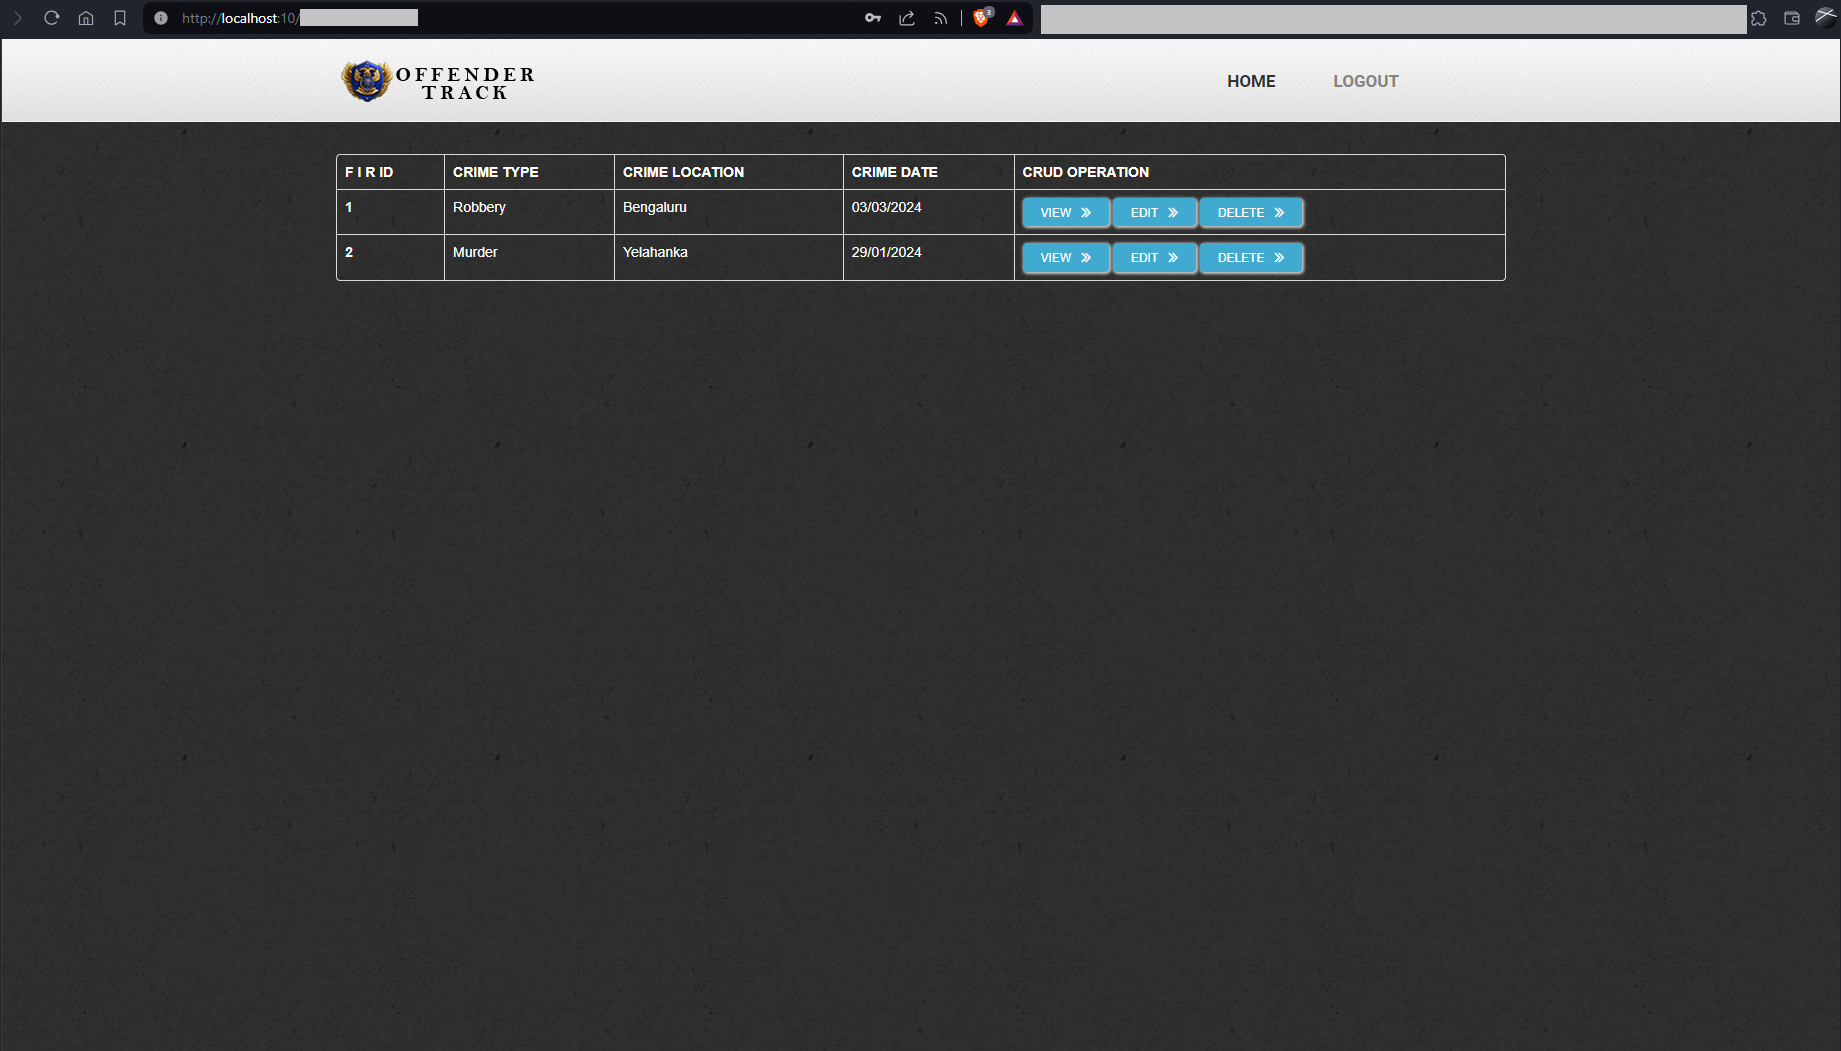 http://localhost:10/
3
OFFENDER
TRACK
HOME LOGOUT
F I R ID CRIME TYPE CRIME LOCATION CRIME DATE CRUD OPERATION
1 Robbery Bengaluru 03/03/2024 VIEW EDIT DELETE
2 Murder Yelahanka 29/01/2024 VIEW EDIT DELETE